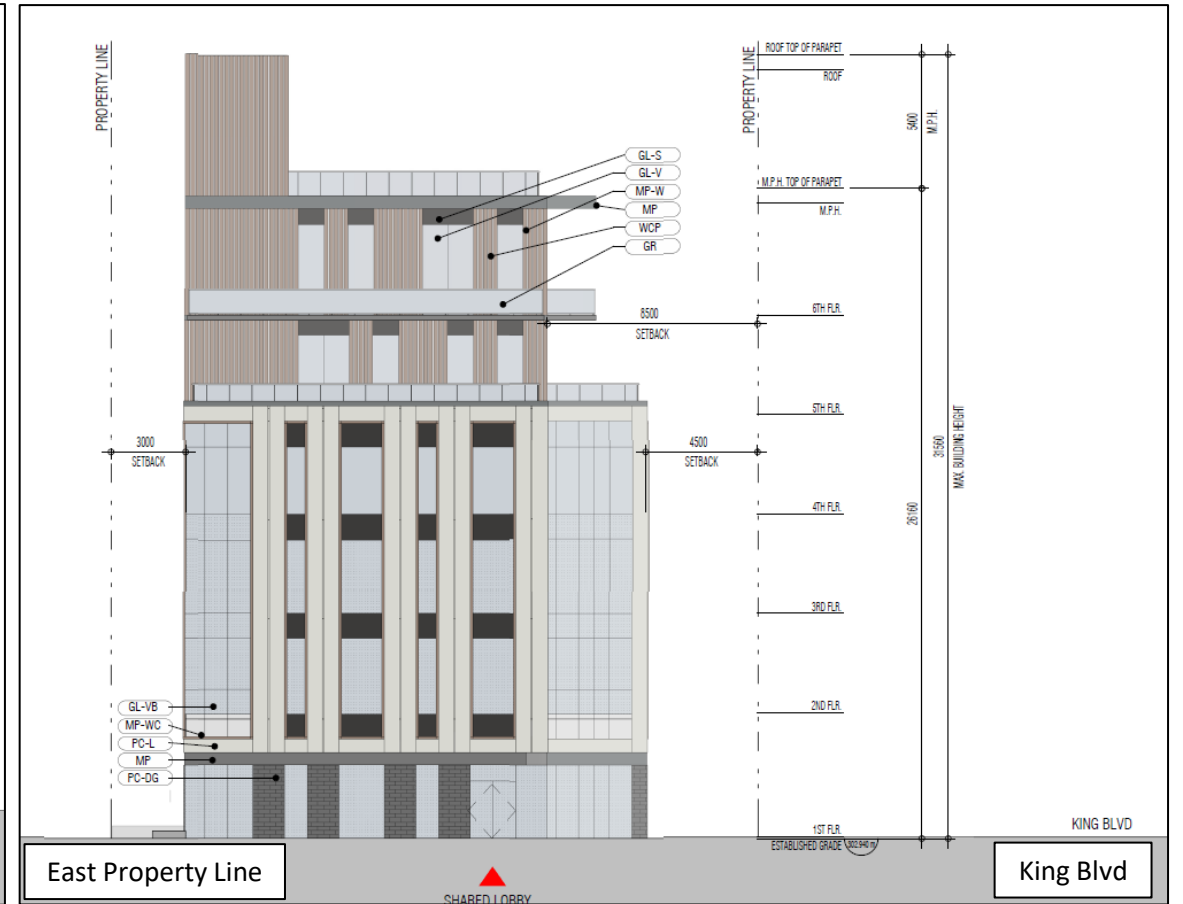 PROPERTY LINE
PROPERTY LINE
ROOF TOP OF PARAPET
ROOF
5400
M.P.H.
GL-S
GL-V
MP-W
MP
WCP
GR
M.P.H. TOP OF PARAPET
M.P.H.
8500
SETBACK
6TH FLR.
5TH FLR.
3000
SETBACK
4500
SETBACK
31560
MAX. BUILDING HEIGHT
26160
4TH FLR.
3RD FLR.
2ND FLR.
GL-VB
MP-WC
PC-L
MP
PC-DG
1ST FLR.
ESTABLISHED GRADE 302.940 m
KING BLVD
East Property Line
SHARED LOBBY
King Blvd